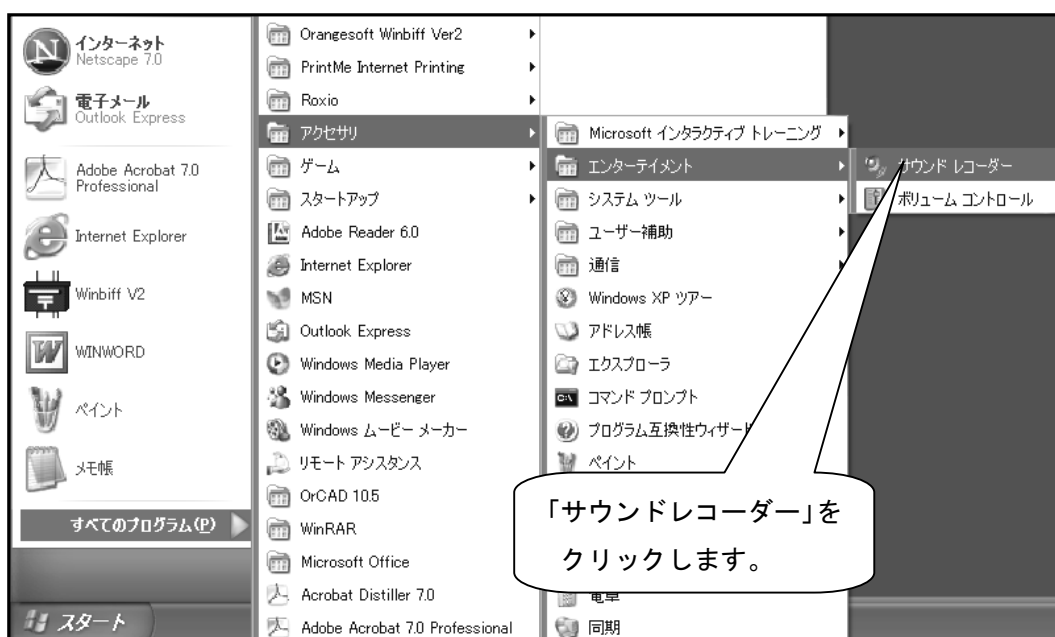 インターネット
Netscape 7.0
電子メール
Outlook Express
Adobe Acrobat 7.0
Professional
Internet Explorer
Winbiff V2
WINWORD
ペイント
メモ帳
すべてのプログラム(P)
スタート
Orangesoft Winbiff Ver2
PrintMe Internet Printing
Roxio
アクセサリ
ゲーム
スタートアップ
Adobe Reader 6.0
Internet Explorer
MSN
Outlook Express
Windows Media Player
Windows Messenger
Windows ムービー メーカー
リモート アシスタンス
OrCAD 10.5
WinRAR
Microsoft Office
Acrobat Distiller 7.0
Adobe Acrobat 7.0 Professional
Microsoft インタラクティブ トレーニング
エンターテイメント
システム ツール
ユーザー補助
通信
Windows XP ツアー
アドレス帳
エクスプローラ
コマンド プロンプト
プログラム互換性ウィザード
ペイント
電卓
同期
サウンド レコーダー
ボリューム コントロール
「サウンドレコーダー」を
クリックします。